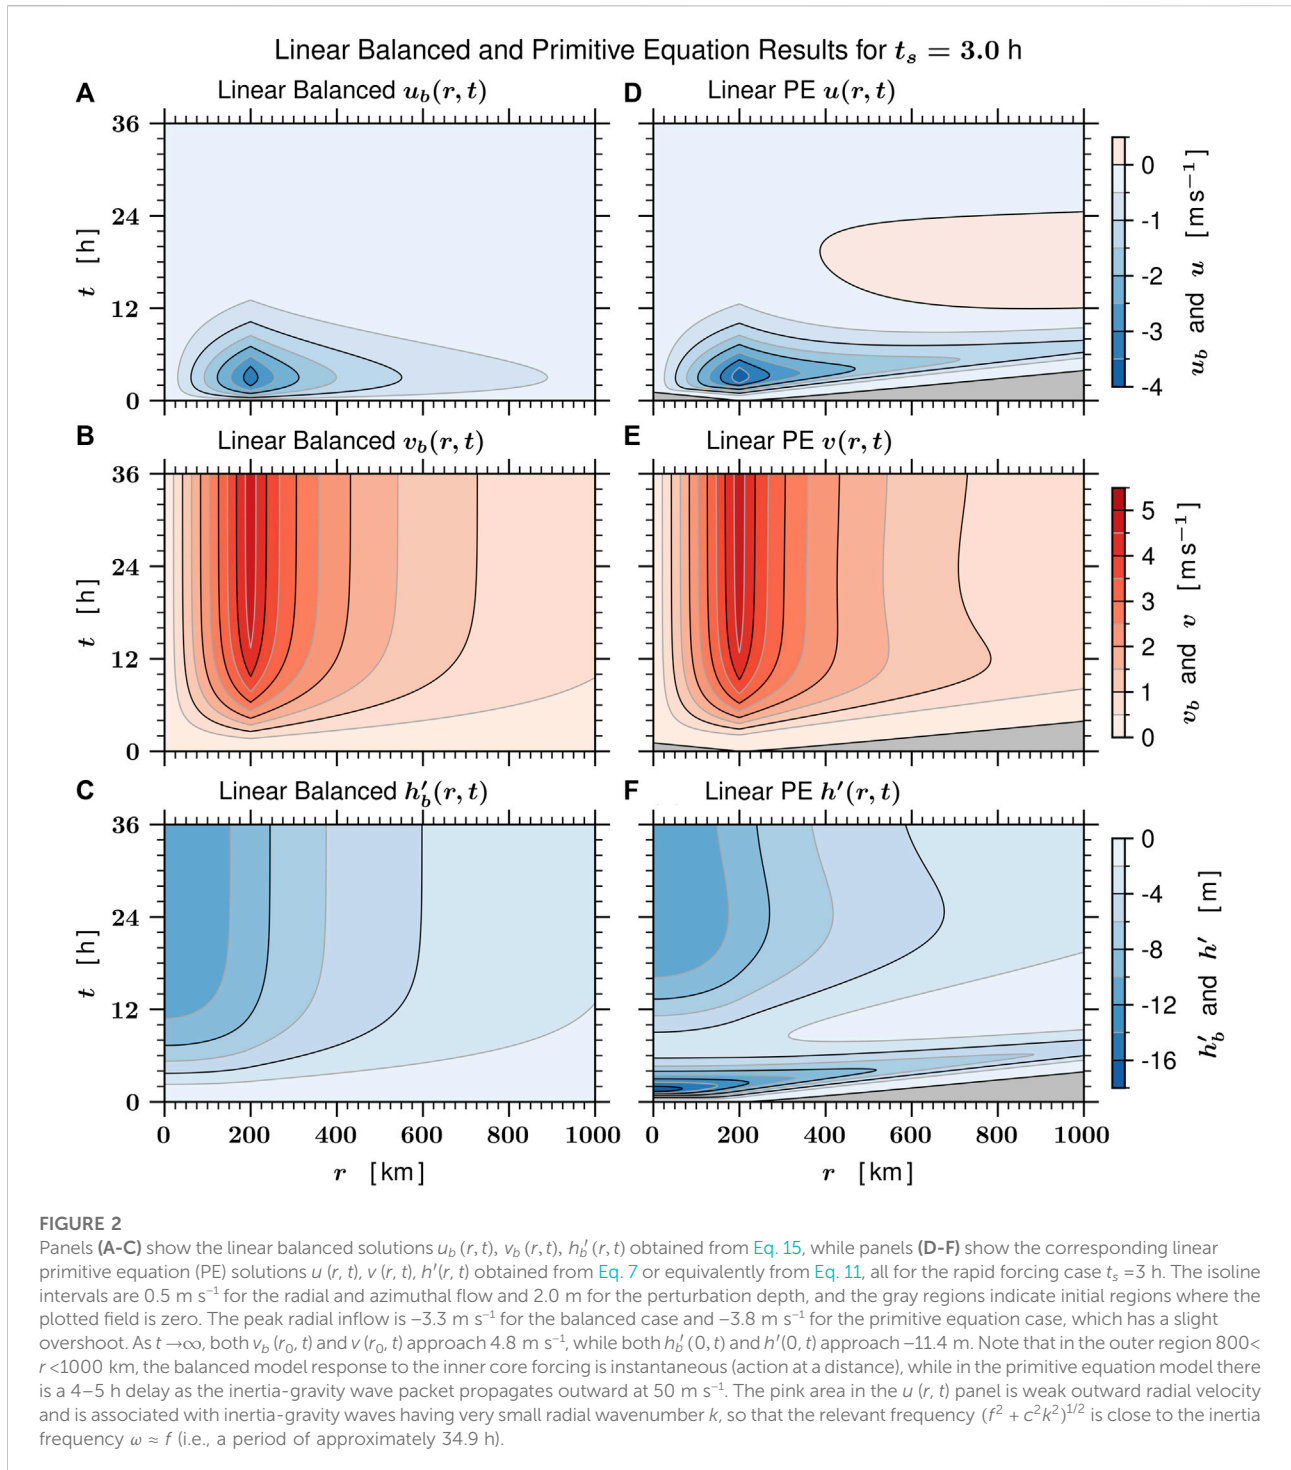 Linear Balanced and Primitive Equation Results for t_s = 3.0 h
A
Linear Balanced u_b(r, t)
36
24
12
0
t [h]
D
Linear PE u(r, t)
0
-1
-2
-3
-4
u_b and u [m s⁻¹]
B
Linear Balanced v_b(r, t)
36
24
12
0
t [h]
E
Linear PE v(r, t)
5
4
3
2
1
0
v_b and v [m s⁻¹]
C
Linear Balanced h′_b(r, t)
36
24
12
0
t [h]
0 200 400 600 800 1000
r [km]
F
Linear PE h′(r, t)
0 200 400 600 800 1000
r [km]
0
-4
-8
-12
-16
h′_b and h′ [m]
FIGURE 2
Panels (A-C) show the linear balanced solutions u_b (r, t), v_b (r, t), h_b′ (r, t) obtained from Eq. 15, while panels (D-F) show the corresponding linear
primitive equation (PE) solutions u (r, t), v (r, t), h′(r, t) obtained from Eq. 7 or equivalently from Eq. 11, all for the rapid forcing case t_s =3 h. The isoline
intervals are 0.5 m s⁻¹ for the radial and azimuthal flow and 2.0 m for the perturbation depth, and the gray regions indicate initial regions where the
plotted field is zero. The peak radial inflow is –3.3 m s⁻¹ for the balanced case and –3.8 m s⁻¹ for the primitive equation case, which has a slight
overshoot. As t →∞, both v_b (r₀, t) and v (r₀, t) approach 4.8 m s⁻¹, while both h_b′ (0, t) and h′(0, t) approach –11.4 m. Note that in the outer region 800<
r <1000 km, the balanced model response to the inner core forcing is instantaneous (action at a distance), while in the primitive equation model there
is a 4–5 h delay as the inertia-gravity wave packet propagates outward at 50 m s⁻¹. The pink area in the u (r, t) panel is weak outward radial velocity
and is associated with inertia-gravity waves having very small radial wavenumber k, so that the relevant frequency (f² + c²k²)^1/2 is close to the inertia
frequency ω ≈ f (i.e., a period of approximately 34.9 h).